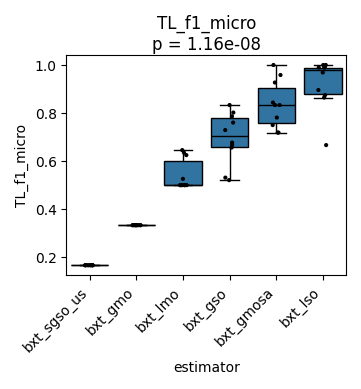 TL_f1_micro
p = 1.16e-08
TL_f1_micro
1.0
0.8
0.6
0.4
0.2
bxt_sgso_us
bxt_gmo
bxt_lmo
bxt_gso
bxt_gmosa
bxt_lso
estimator